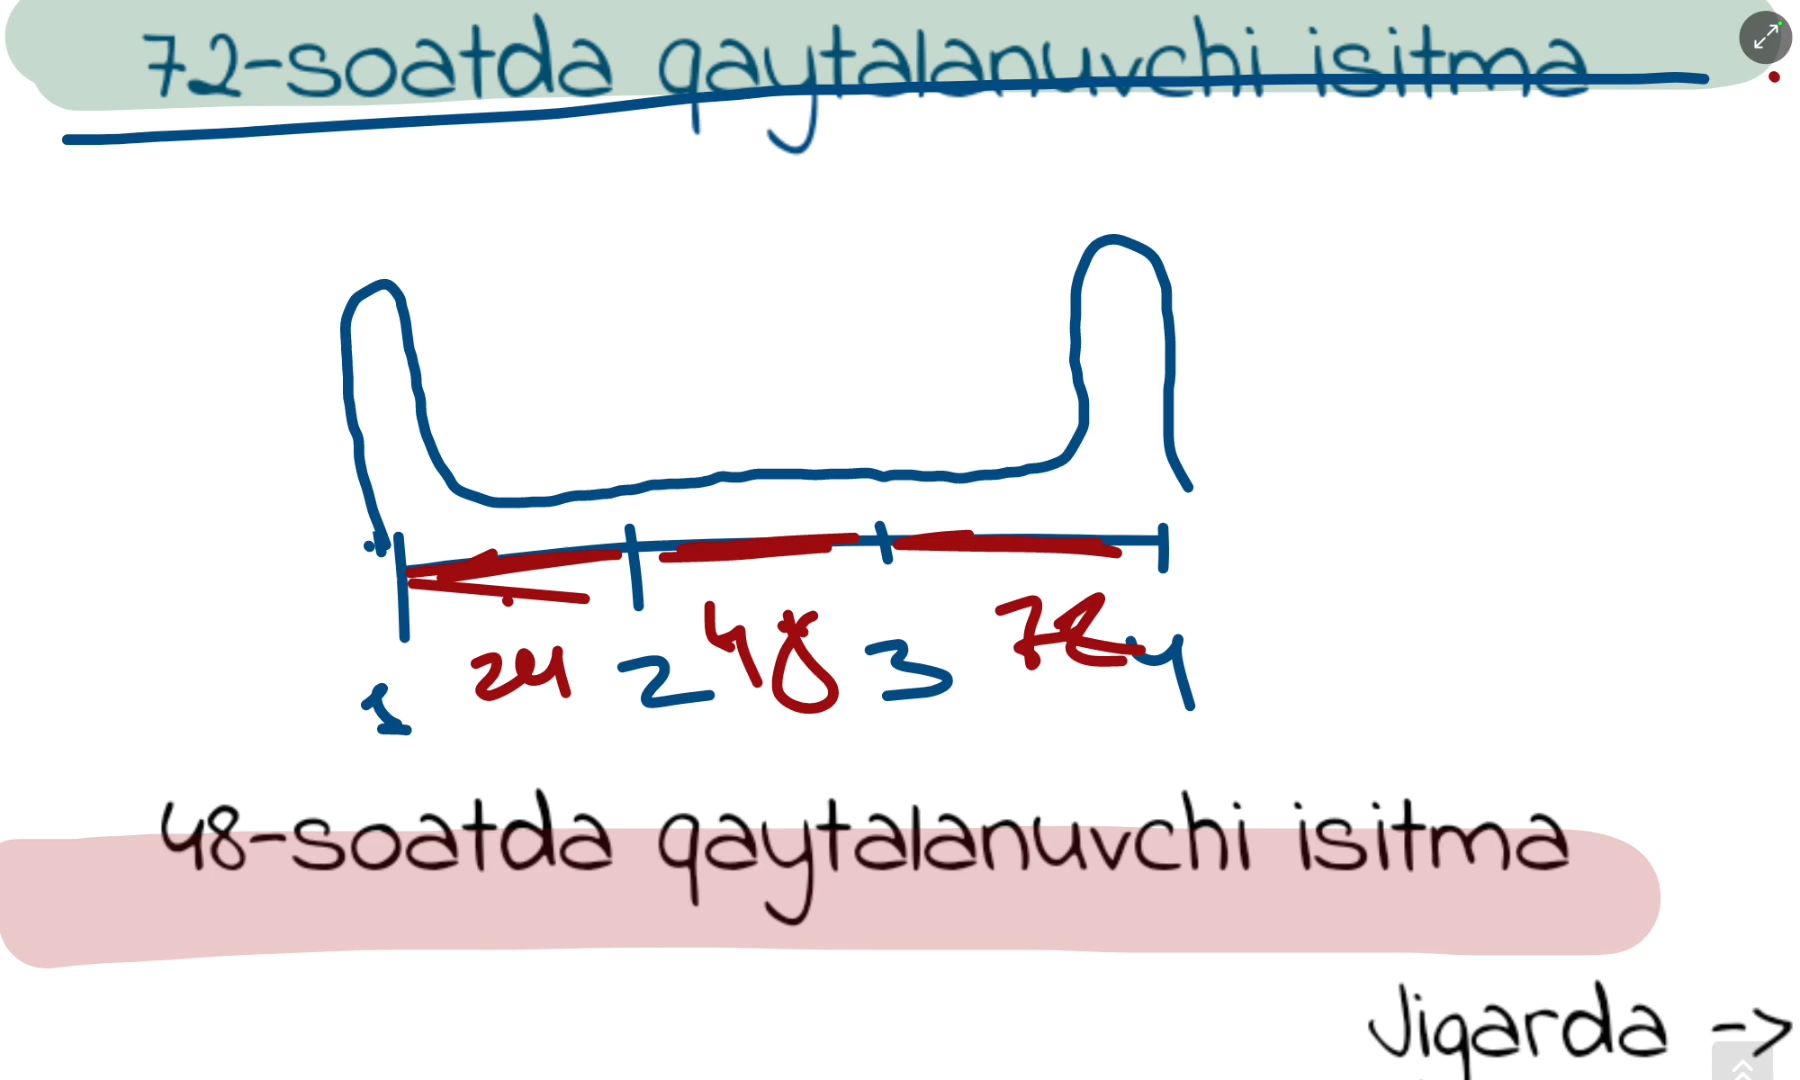 72-soatda qaytalanuvchi isitma
1 24 2 48 3 72 4
48-soatda qaytalanuvchi isitma
Jigarda ->